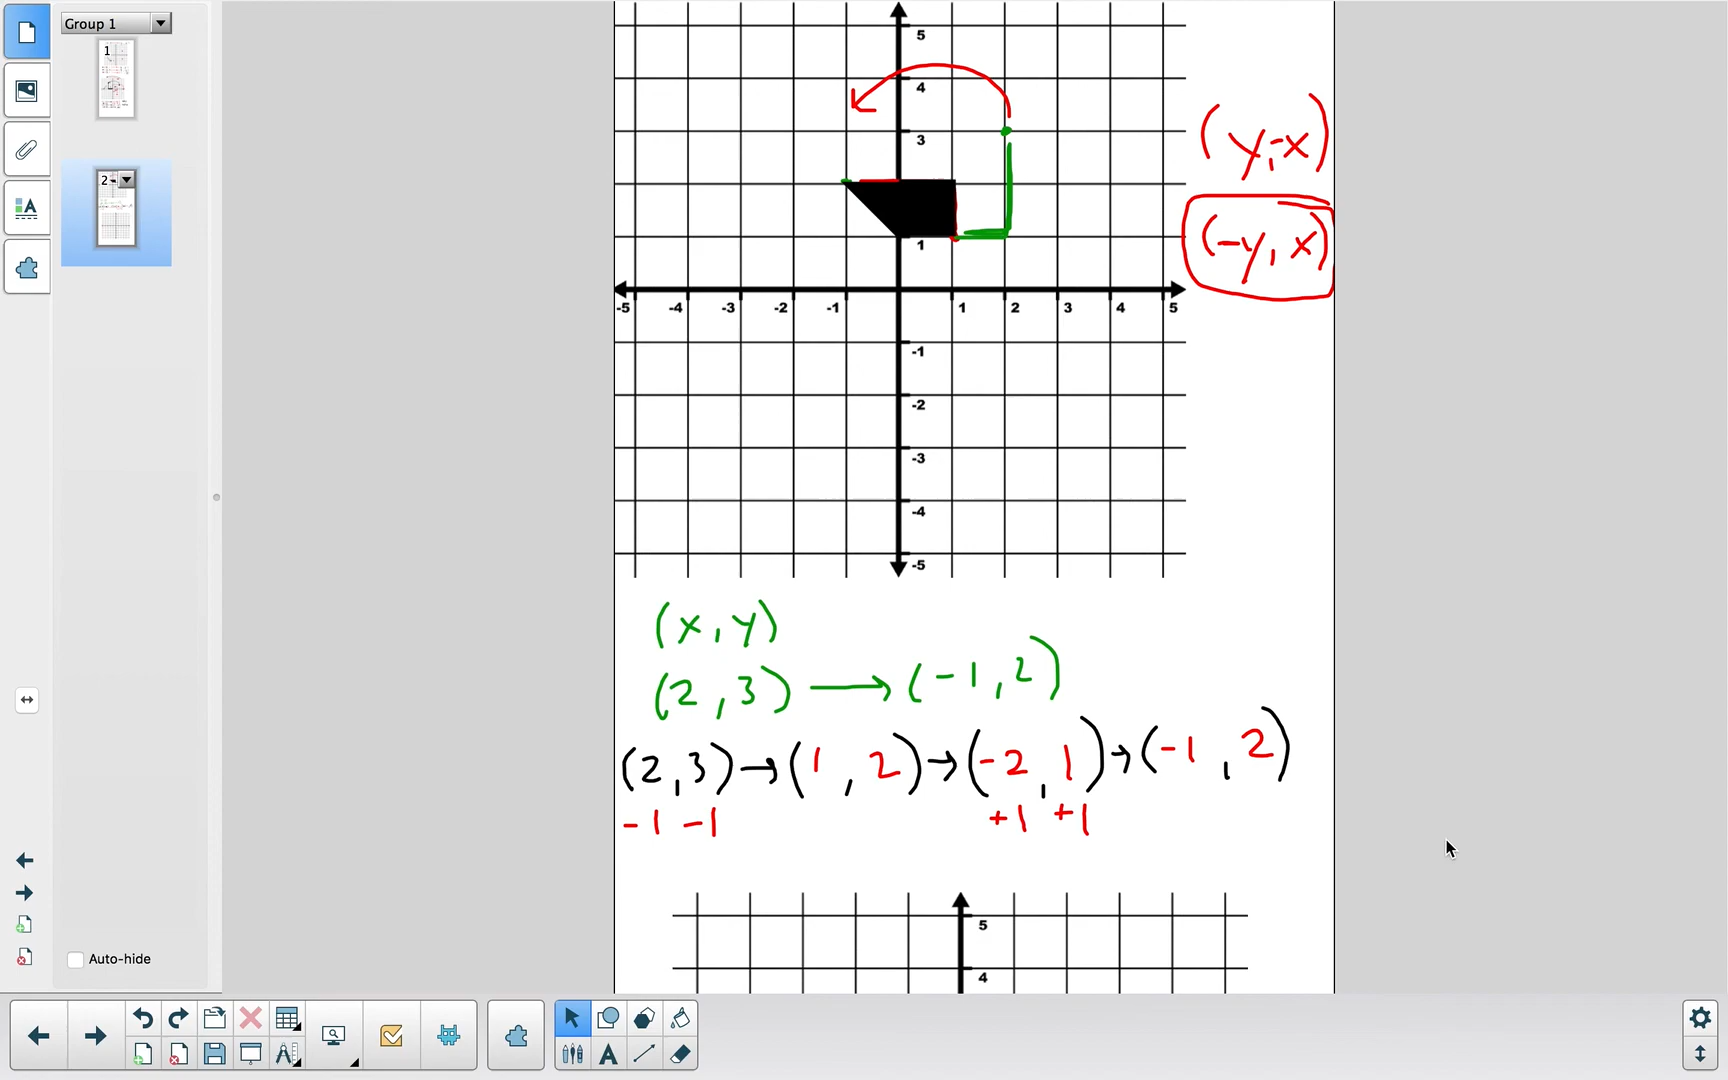 Group 1
1
2
5
4
3
1
-5 -4 -3 -2 -1 1 2 3 4 5
-1
-2
-3
-4
-5
(y, -x)
(-y, x)
(x, y)
(2, 3) → (-1, 2)
(2, 3) → (1, 2) → (-2, 1) → (-1, 2)
-1 -1 +1 +1
5
4
Auto-hide